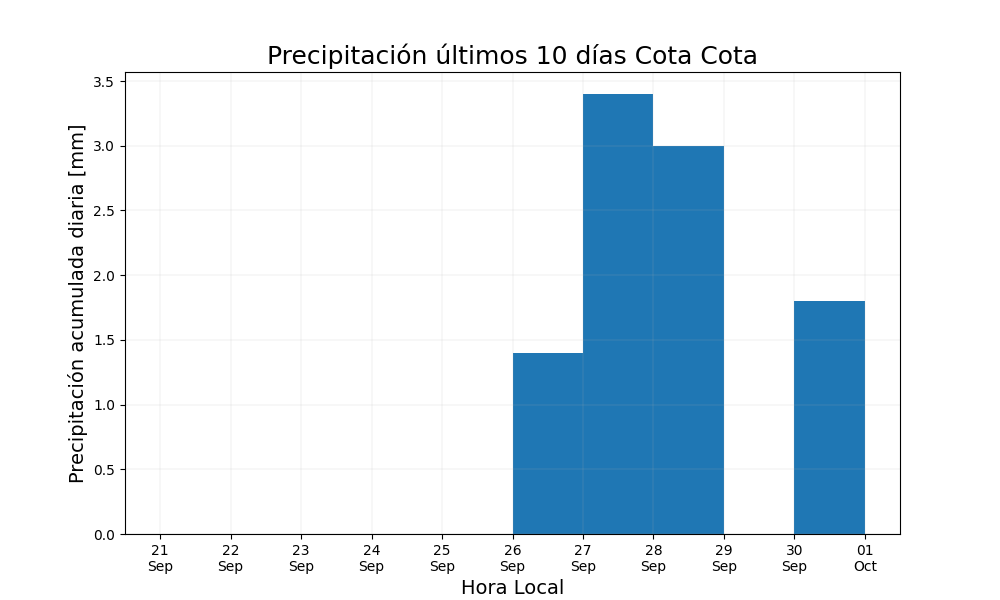 Precipitación últimos 10 días Cota Cota
Precipitación acumulada diaria [mm]
3.5
3.0
2.5
2.0
1.5
1.0
0.5
0.0
21 22 23 24 25 26 27 28 29 30 01
Sep Sep Sep Sep Sep Sep Sep Sep Sep Sep Oct
Hora Local